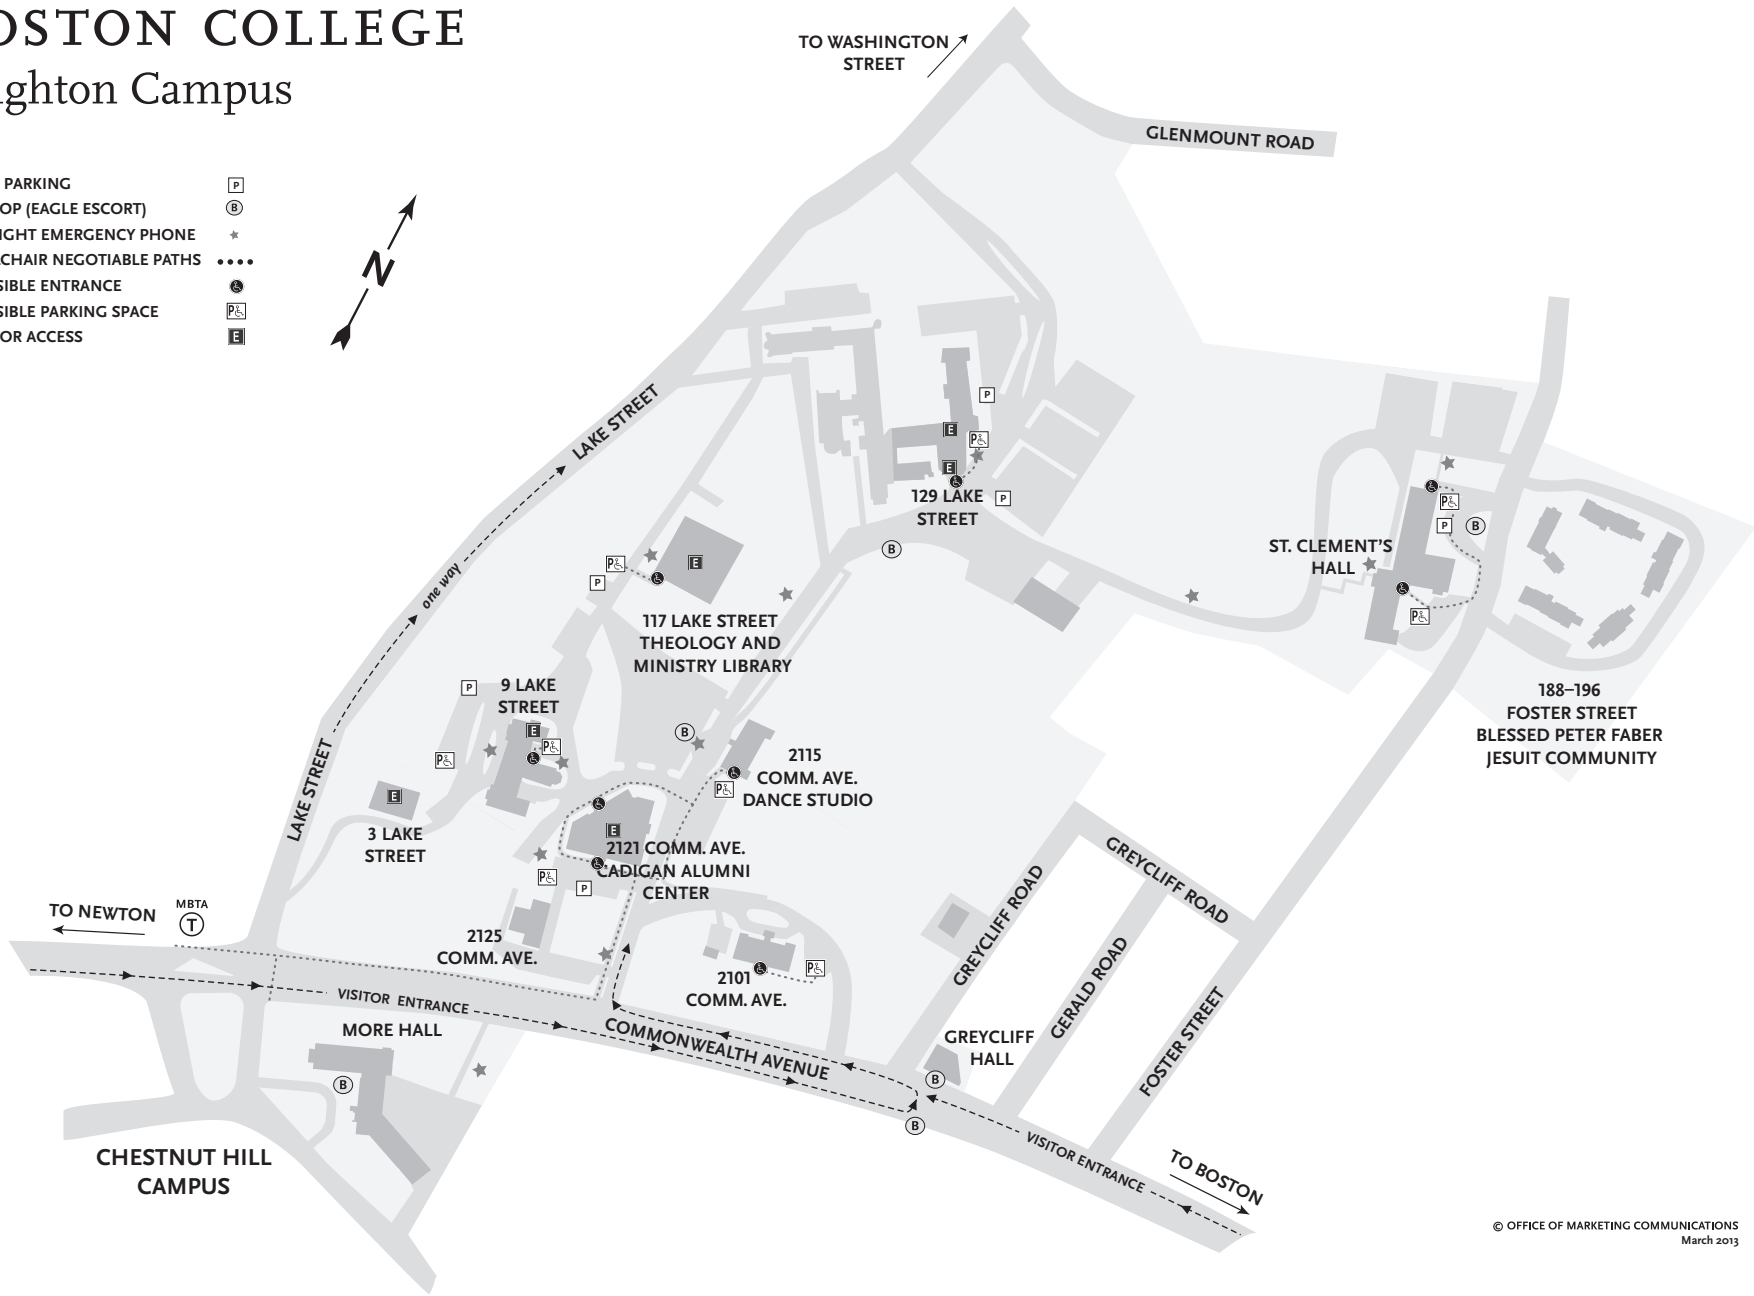 OSTON COLLEGE
ghton Campus
PARKING
P
OP (EAGLE ESCORT)
B
IGHT EMERGENCY PHONE
CHAIR NEGOTIABLE PATHS
SIBLE ENTRANCE
SIBLE PARKING SPACE
P
OR ACCESS
E
N
TO WASHINGTON
STREET
GLENMOUNT ROAD
LAKE STREET
one way
LAKE STREET
P
E
P
E
129 LAKE
STREET
P
B
ST. CLEMENT'S
HALL
P
P
B
P
188–196
FOSTER STREET
BLESSED PETER FABER
JESUIT COMMUNITY
P
P
E
117 LAKE STREET
THEOLOGY AND
MINISTRY LIBRARY
P
9 LAKE
STREET
E
P
P
B
2115
COMM. AVE.
DANCE STUDIO
P
E
3 LAKE
STREET
E
2121 COMM. AVE.
CADIGAN ALUMNI
CENTER
P
P
GREYCLIFF ROAD
GREYCLIFF ROAD
GERALD ROAD
FOSTER STREET
TO NEWTON
MBTA
T
2125
COMM. AVE.
2101
COMM. AVE.
P
VISITOR ENTRANCE
MORE HALL
B
COMMONWEALTH AVENUE
GREYCLIFF
HALL
B
B
VISITOR ENTRANCE
TO BOSTON
CHESTNUT HILL
CAMPUS
© OFFICE OF MARKETING COMMUNICATIONS
March 2013